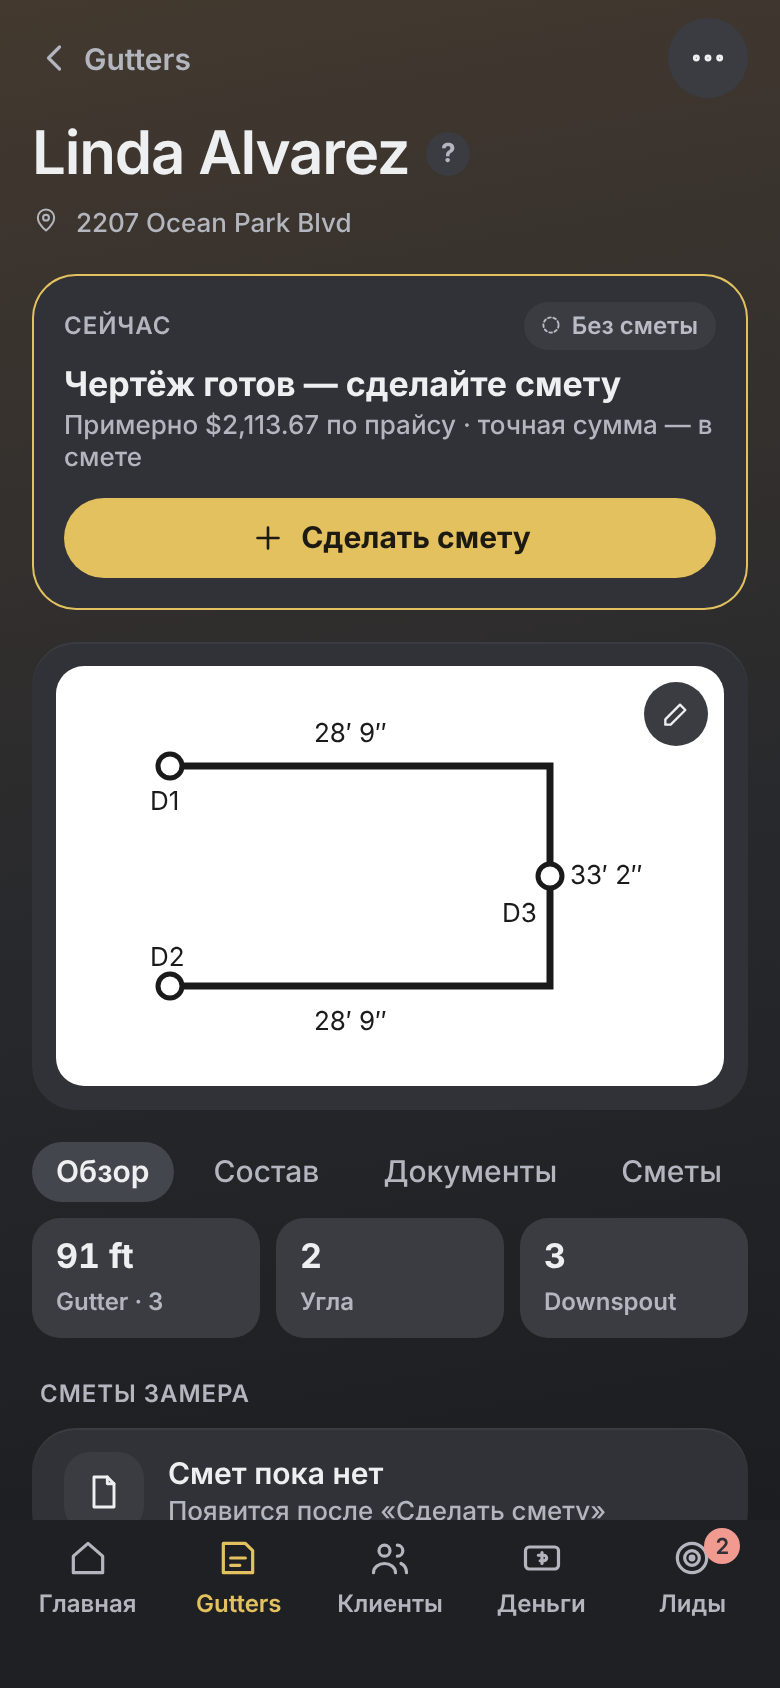 Gutters
Linda Alvarez ?
2207 Ocean Park Blvd
СЕЙЧАС
Без сметы
Чертёж готов — сделайте смету
Примерно $2,113.67 по прайсу · точная сумма — в
смете
+ Сделать смету
28′ 9″
D1
33′ 2″
D3
D2
28′ 9″
Обзор
Состав
Документы
Сметы
91 ft
Gutter · 3
2
Угла
3
Downspout
СМЕТЫ ЗАМЕРА
Смет пока нет
Появится после «Сделать смету»
2
Главная
Gutters
Клиенты
Деньги
Лиды